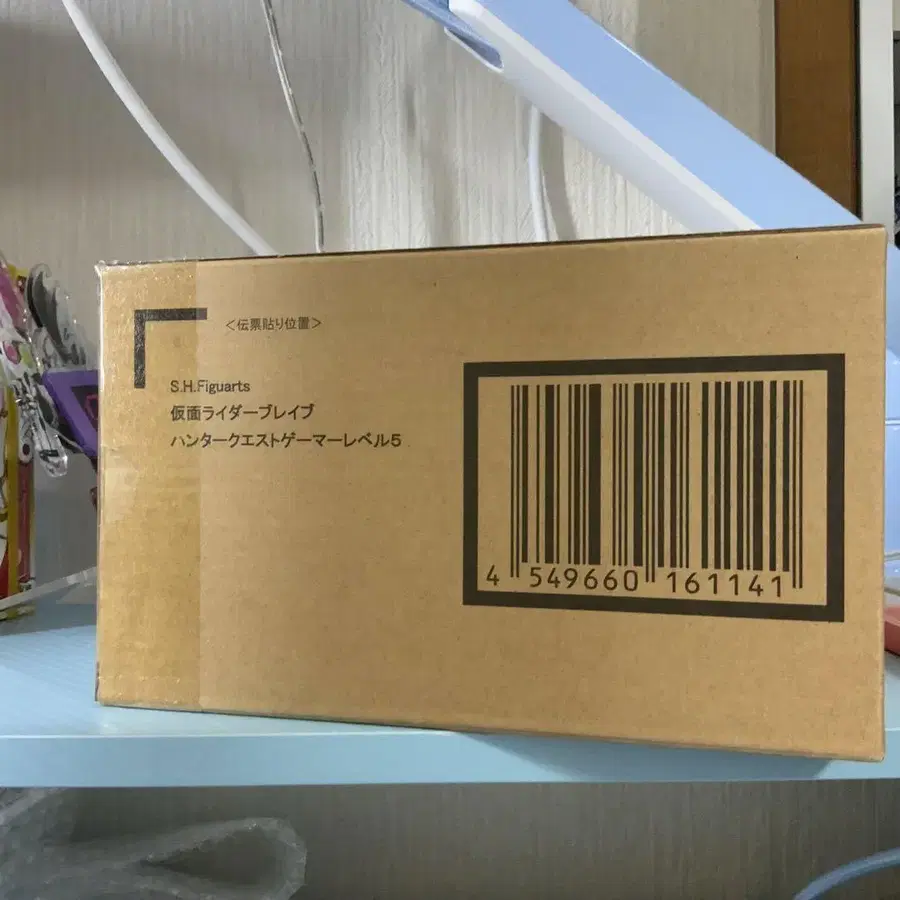 <伝票貼り位置>
S.H.Figuarts
仮面ライダーブレイブ
ハンタークエストゲーマーレベル5
4 549660 161141